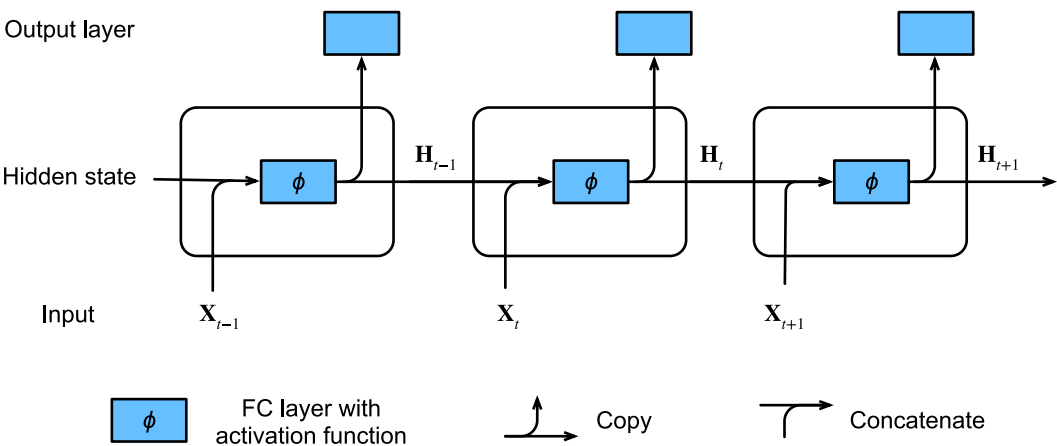 Output layer
Hidden state
ϕ
H_{t-1}
ϕ
H_t
ϕ
H_{t+1}
Input
X_{t-1}
X_t
X_{t+1}
ϕ
FC layer with
activation function
Copy
Concatenate